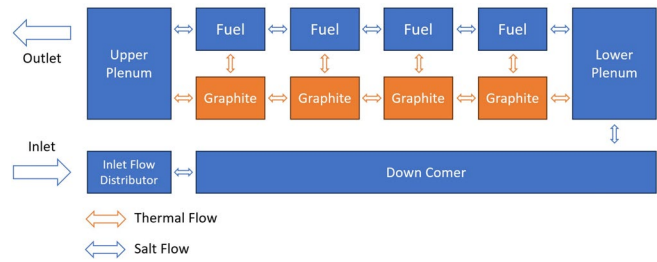 Upper
Plenum
Fuel
Fuel
Fuel
Fuel
Lower
Plenum
Outlet
Graphite
Graphite
Graphite
Graphite
Inlet
Inlet Flow
Distributor
Down Comer
Thermal Flow
Salt Flow